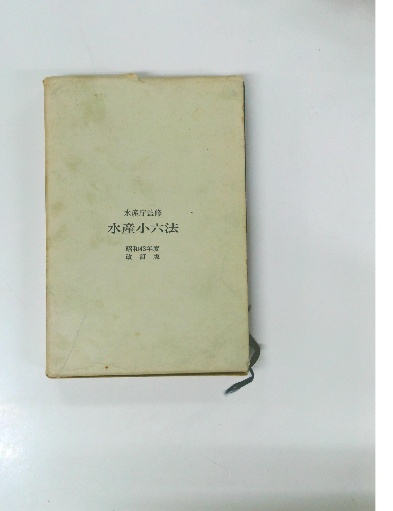 水産庁監修
水産小六法
昭和43年度
改訂版